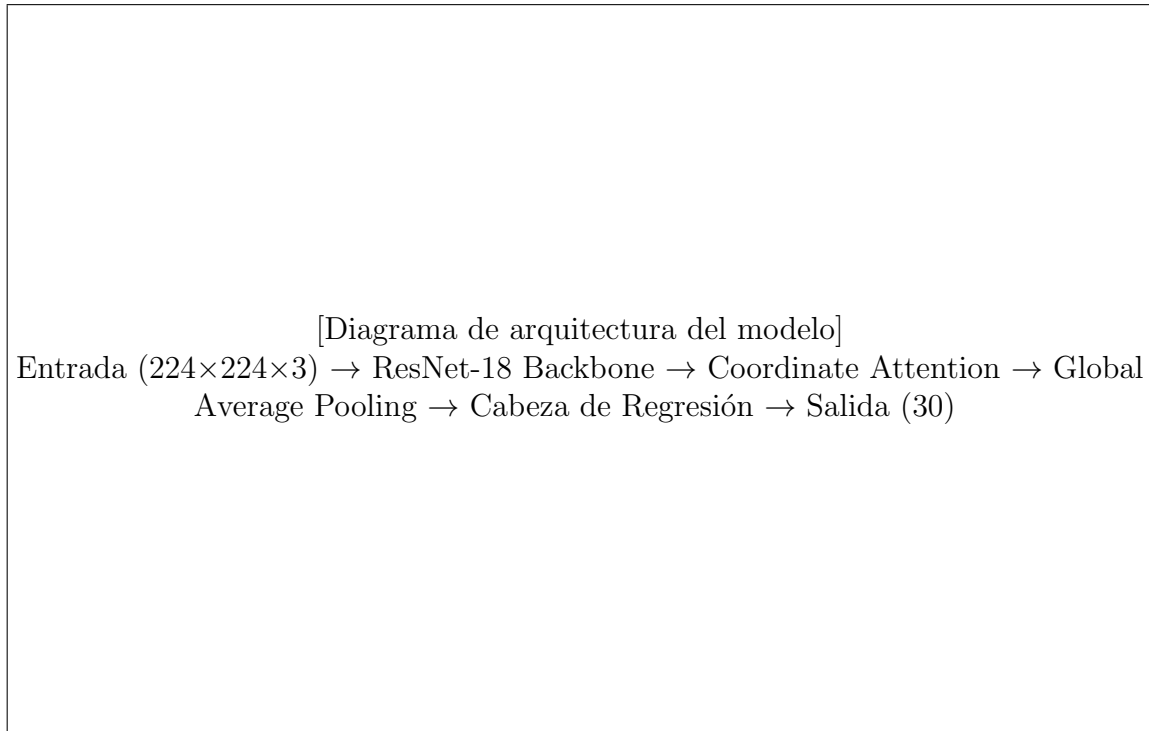 [Diagrama de arquitectura del modelo]
Entrada (224×224×3) → ResNet-18 Backbone → Coordinate Attention → Global
Average Pooling → Cabeza de Regresión → Salida (30)